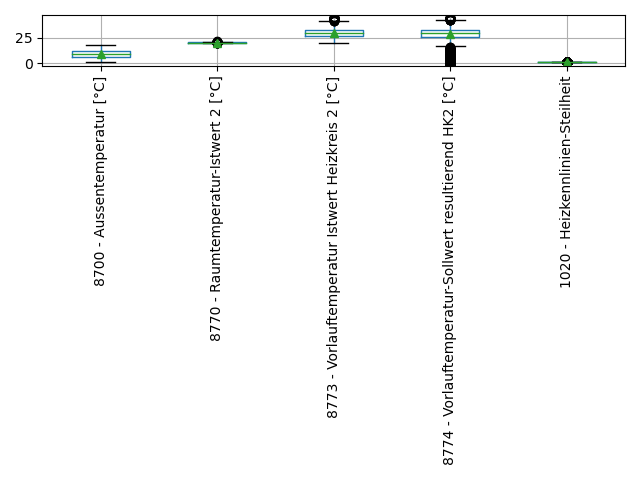 25
0
8700 - Aussentemperatur [°C]
8770 - Raumtemperatur-Istwert 2 [°C]
8773 - Vorlauftemperatur Istwert Heizkreis 2 [°C]
8774 - Vorlauftemperatur-Sollwert resultierend HK2 [°C]
1020 - Heizkennlinien-Steilheit